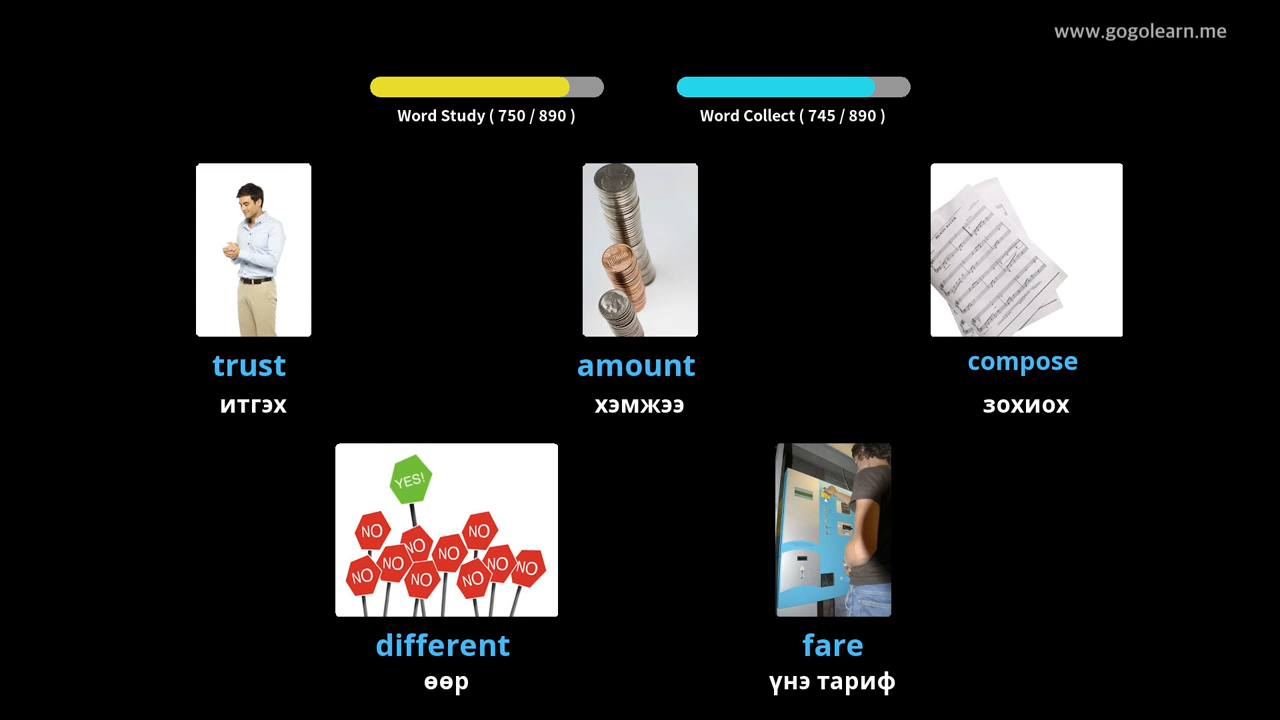 www.gogolearn.me
Word Study ( 750 / 890 )
Word Collect ( 745 / 890 )
trust
итгэх
amount
хэмжээ
compose
зохиох
YES!
NO
NO
NO
NO
NO
NO
NO
NO
NO
NO
different
өөр
fare
үнэ тариф